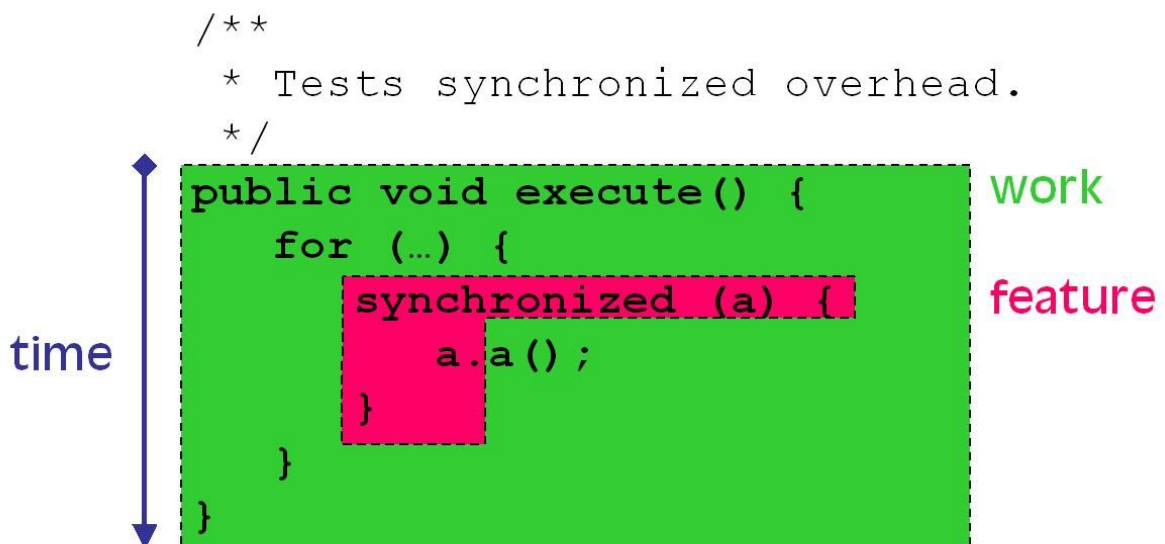 /**
 * Tests synchronized overhead.
 */
public void execute() { work
    for (…) {
        synchronized (a) { feature
time a.a();
        }
    }
}